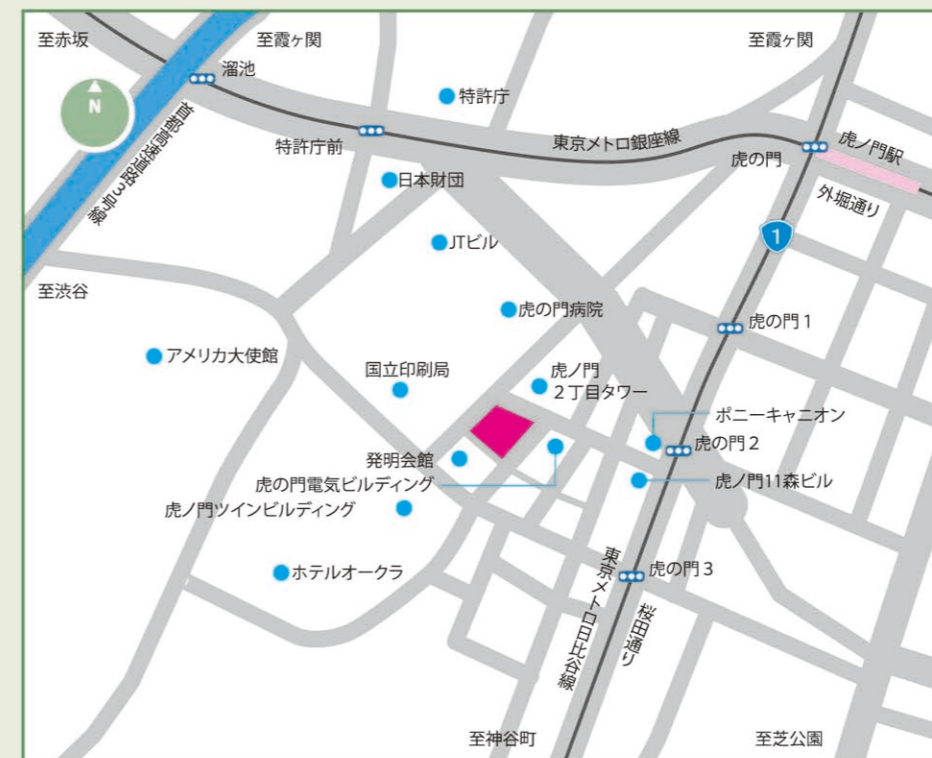 至赤坂
至霞ヶ関
至霞ヶ関
溜池
N
特許庁
特許庁前
東京メトロ銀座線
虎の門
虎ノ門駅
外堀通り
首都高速道路3号線
日本財団
1
JTビル
至渋谷
虎の門病院
虎の門1
アメリカ大使館
国立印刷局
虎ノ門
2丁目タワー
ポニーキャニオン
虎の門2
発明会館
虎の門電気ビルディング
虎ノ門11森ビル
虎ノ門ツインビルディング
ホテルオークラ
虎の門3
東京メトロ日比谷線
桜田通り
至神谷町
至芝公園